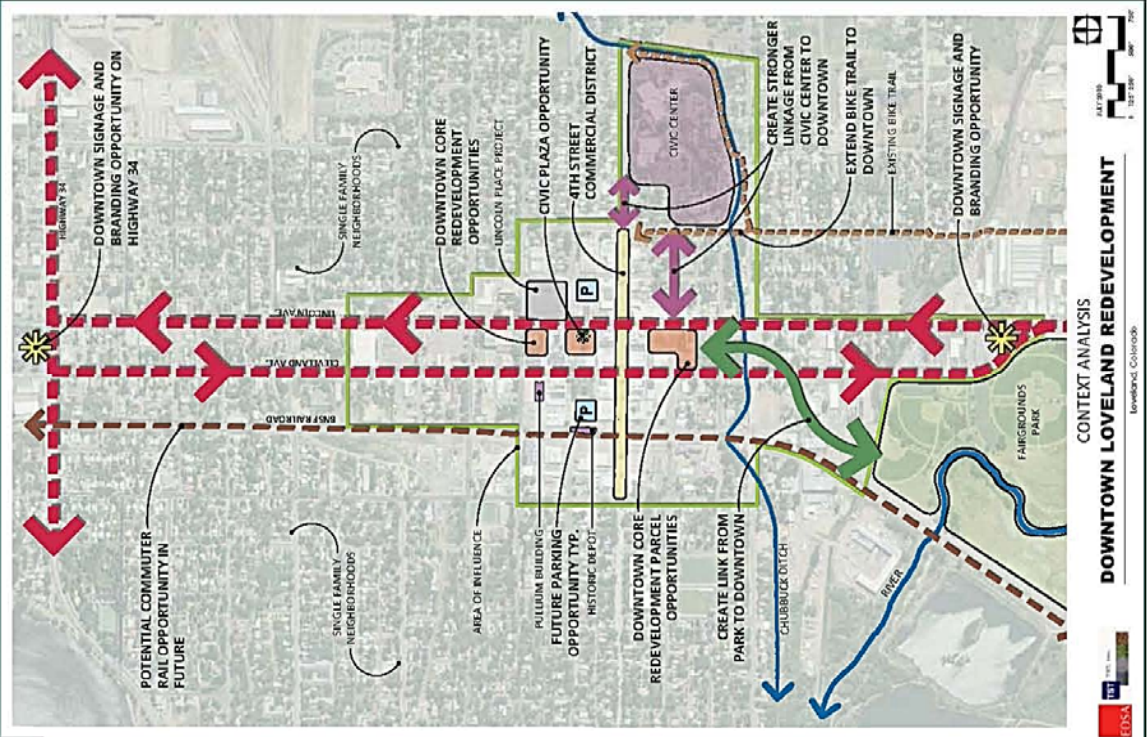 HIGHWAY 34
DOWNTOWN SIGNAGE AND
BRANDING OPPORTUNITY ON
HIGHWAY 34
SINGLE FAMILY
NEIGHBORHOODS
DOWNTOWN CORE
REDEVELOPMENT
OPPORTUNITIES
LINCOLN PLACE PROJECT
CIVIC PLAZA OPPORTUNITY
4TH STREET
COMMERCIAL DISTRICT
CIVIC CENTER
CREATE STRONGER
LINKAGE FROM
CIVIC CENTER TO
DOWNTOWN
EXTEND BIKE TRAIL TO
DOWNTOWN
EXISTING BIKE TRAIL
DOWNTOWN SIGNAGE AND
BRANDING OPPORTUNITY
LINCOLN AVE.
CLEVELAND AVE.
BNSF RAILROAD
P
P
POTENTIAL COMMUTER
RAIL OPPORTUNITY IN
FUTURE
SINGLE FAMILY
NEIGHBORHOODS
AREA OF INFLUENCE
PULLIUM BUILDING
FUTURE PARKING
OPPORTUNITY TYP.
HISTORIC DEPOT
DOWNTOWN CORE
REDEVELOPMENT PARCEL
OPPORTUNITIES
CREATE LINK FROM
PARK TO DOWNTOWN
CHUBBUCK DITCH
RIVER
FAIRGROUNDS
PARK
CONTEXT ANALYSIS
DOWNTOWN LOVELAND REDEVELOPMENT
Loveland, Colorado
EDSA
TST